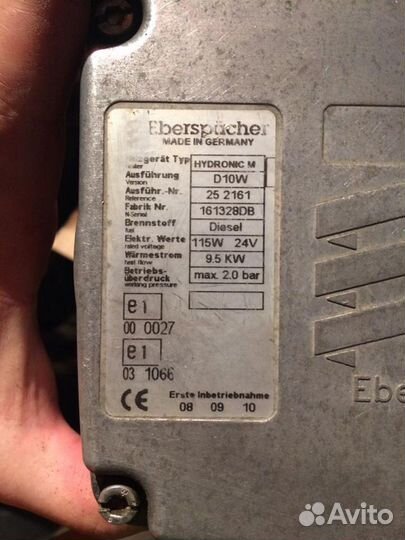 Eberspächer
MADE IN GERMANY
Heizgerät Typ HYDRONIC M
heater
Ausführung D10W
Version
Ausführ.-Nr. 25 2161
Reference
Fabrik Nr. 161328DB
N-Serial
Brennstoff Diesel
fuel
Elektr. Werte 115W 24V
rated voltage
Wärmestrom 9.5 KW
heat flow
Betriebs- max. 2.0 bar
überdruck
working pressure
e1
00 0027
e1
03 1066
CE Erste Inbetriebnahme
08 09 10
Ebe
Avito